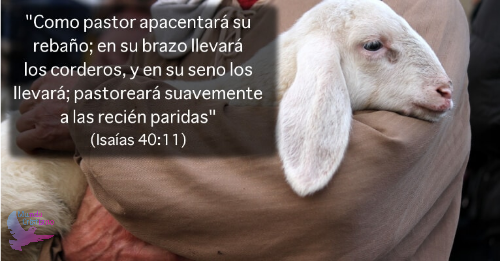 "Como pastor apacentará su
rebaño; en su brazo llevará
los corderos, y en su seno los
llevará; pastoreará suavemente
a las recién paridas"
(Isaías 40:11)